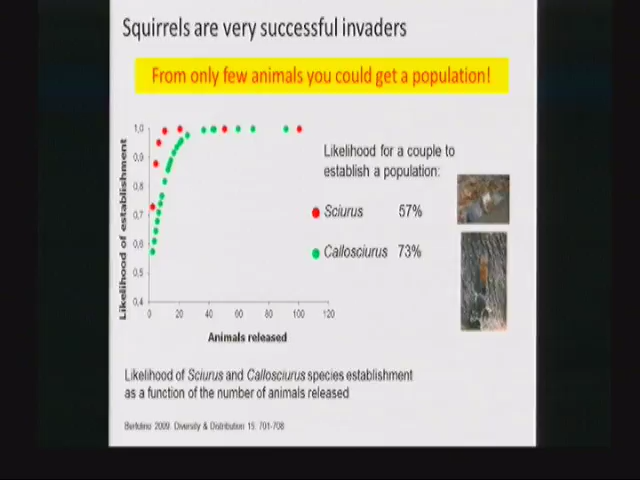 Squirrels are very successful invaders
From only few animals you could get a population!
Likelihood of establishment
1,0
0,9
0,8
0,7
0,6
0,5
0,4
0 20 40 60 80 100 120
Animals released
Likelihood for a couple to
establish a population:
Sciurus 57%
Callosciurus 73%
Likelihood of Sciurus and Callosciurus species establishment
as a function of the number of animals released
Bertolino 2009. Diversity & Distribution 15: 701-708